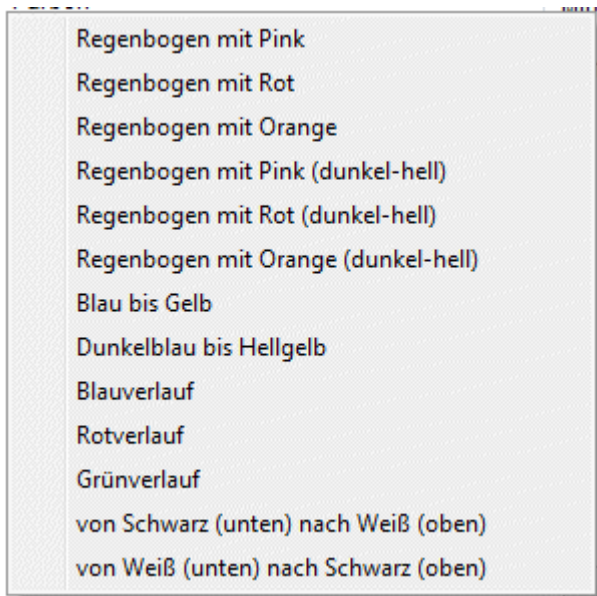 Regenbogen mit Pink
Regenbogen mit Rot
Regenbogen mit Orange
Regenbogen mit Pink (dunkel-hell)
Regenbogen mit Rot (dunkel-hell)
Regenbogen mit Orange (dunkel-hell)
Blau bis Gelb
Dunkelblau bis Hellgelb
Blauverlauf
Rotverlauf
Grünverlauf
von Schwarz (unten) nach Weiß (oben)
von Weiß (unten) nach Schwarz (oben)